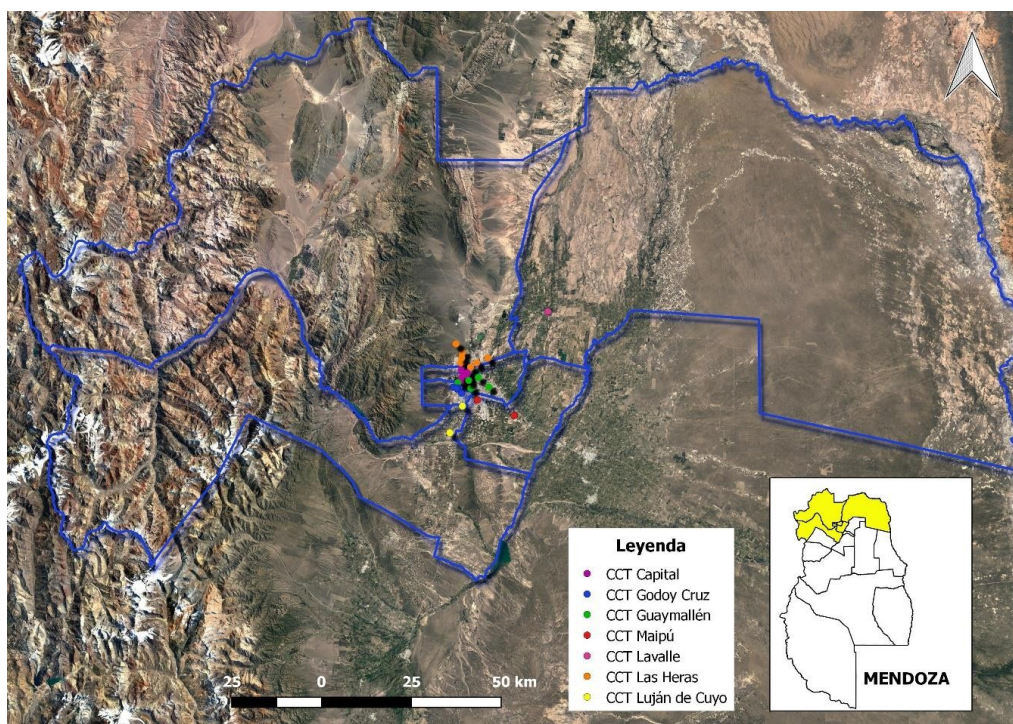 Leyenda
CCT Capital
CCT Godoy Cruz
CCT Guaymallén
CCT Maipú
CCT Lavalle
CCT Las Heras
CCT Luján de Cuyo
MENDOZA
25 0 25 50 km